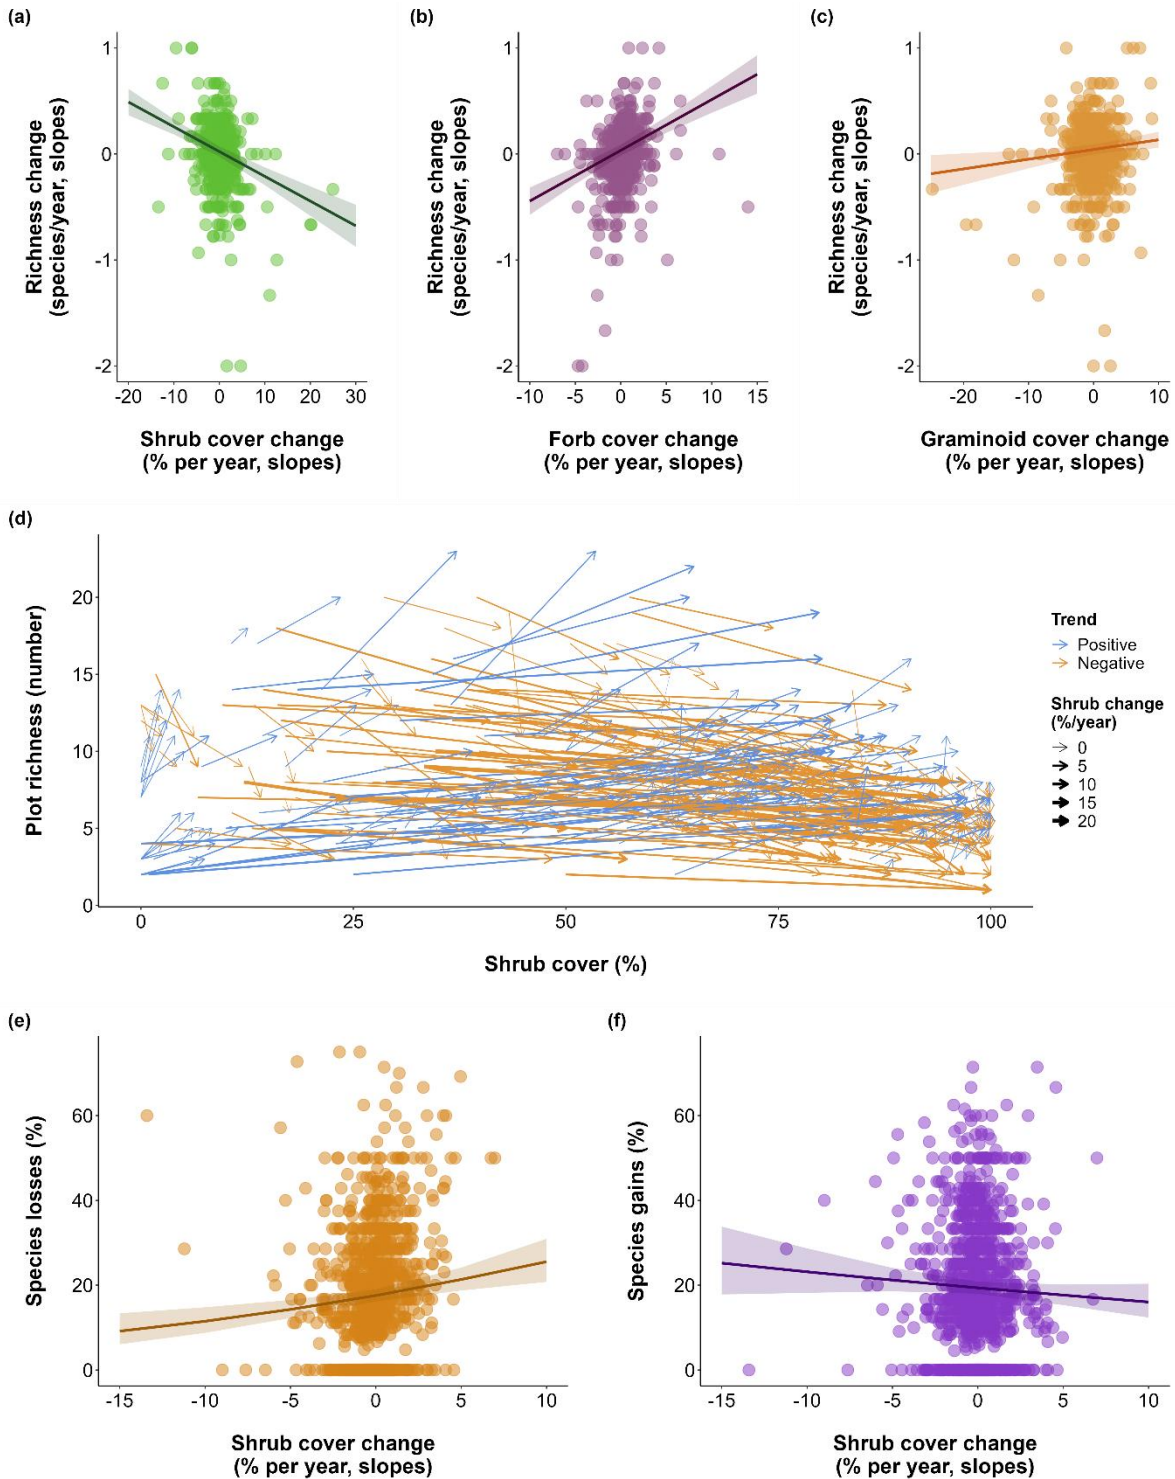 (a)
(b)
(c)
1
0
-1
-2
Richness change
(species/year, slopes)
-20 -10 0 10 20 30
Shrub cover change
(% per year, slopes)
1
0
-1
-2
Richness change
(species/year, slopes)
-10 -5 0 5 10 15
Forb cover change
(% per year, slopes)
1
0
-1
-2
Richness change
(species/year, slopes)
-20 -10 0 10
Graminoid cover change
(% per year, slopes)
(d)
20
15
10
5
0
Plot richness (number)
0 25 50 75 100
Shrub cover (%)
Trend
Positive
Negative
Shrub change
(%/year)
0
5
10
15
20
(e)
60
40
20
0
Species losses (%)
-15 -10 -5 0 5 10
Shrub cover change
(% per year, slopes)
(f)
60
40
20
0
Species gains (%)
-15 -10 -5 0 5 10
Shrub cover change
(% per year, slopes)